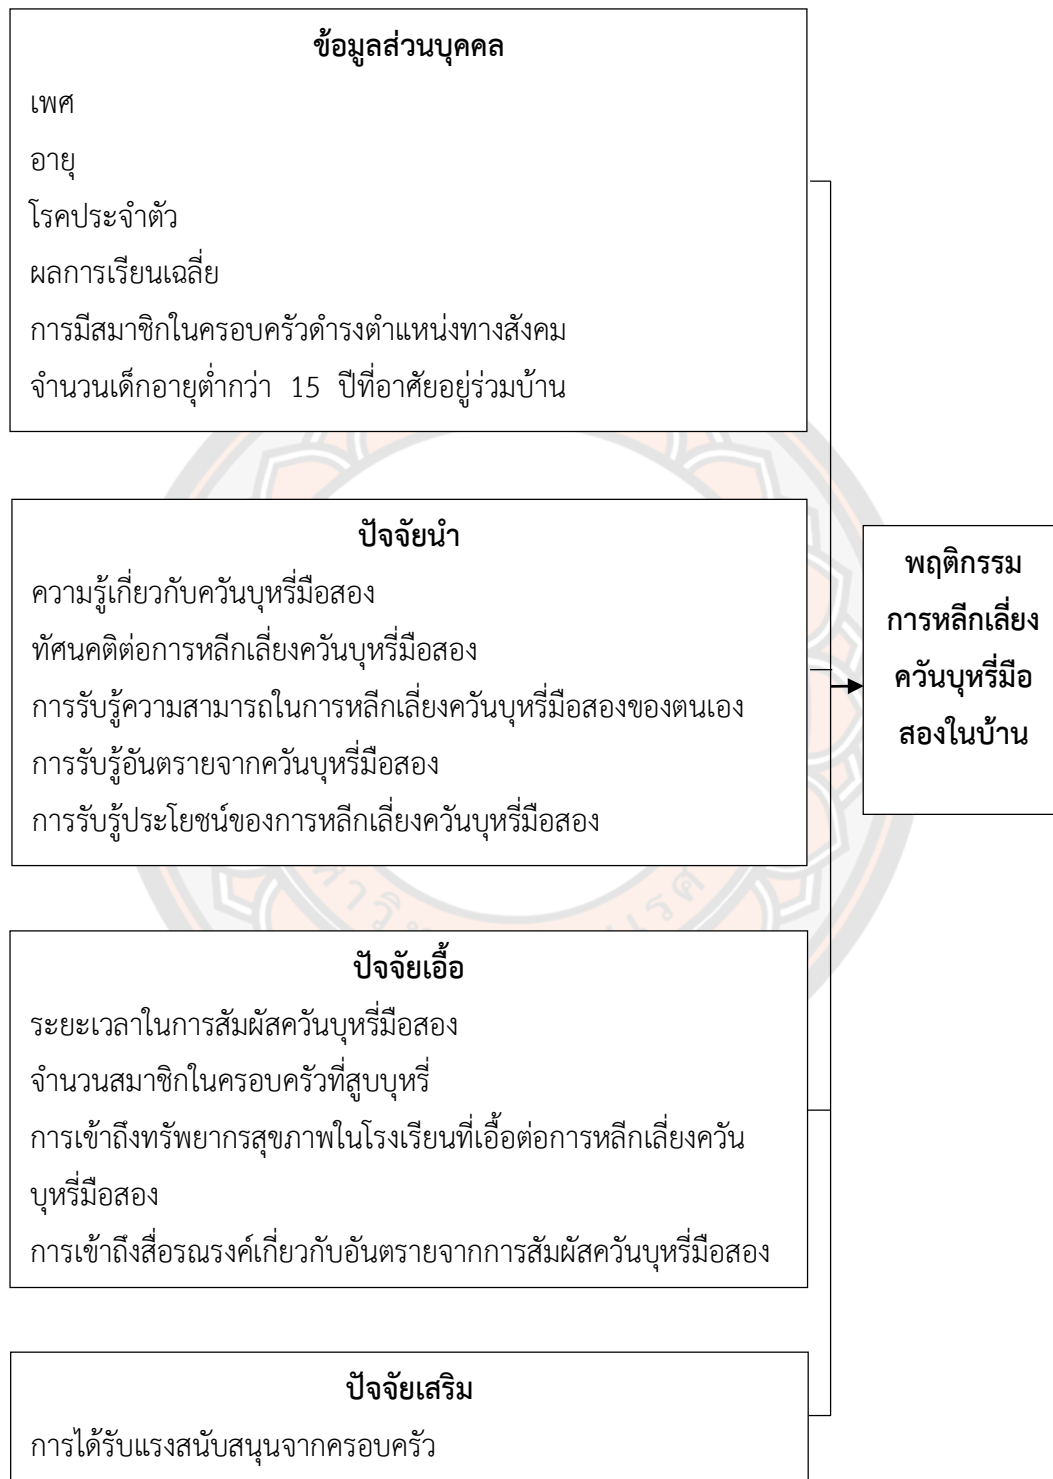 ข้อมูลส่วนบุคคล
เพศ
อายุ
โรคประจำตัว
ผลการเรียนเฉลี่ย
การมีสมาชิกในครอบครัวดำรงตำแหน่งทางสังคม
จำนวนเด็กอายุต่ำกว่า 15 ปีที่อาศัยอยู่ร่วมบ้าน
ปัจจัยนำ
ความรู้เกี่ยวกับควันบุหรี่มือสอง
ทัศนคติต่อการหลีกเลี่ยงควันบุหรี่มือสอง
การรับรู้ความสามารถในการหลีกเลี่ยงควันบุหรี่มือสองของตนเอง
การรับรู้อันตรายจากควันบุหรี่มือสอง
การรับรู้ประโยชน์ของการหลีกเลี่ยงควันบุหรี่มือสอง
ปัจจัยเอื้อ
ระยะเวลาในการสัมผัสควันบุหรี่มือสอง
จำนวนสมาชิกในครอบครัวที่สูบบุหรี่
การเข้าถึงทรัพยากรสุขภาพในโรงเรียนที่เอื้อต่อการหลีกเลี่ยงควัน
บุหรี่มือสอง
การเข้าถึงสื่อรณรงค์เกี่ยวกับอันตรายจากการสัมผัสควันบุหรี่มือสอง
ปัจจัยเสริม
การได้รับแรงสนับสนุนจากครอบครัว
พฤติกรรม
การหลีกเลี่ยง
ควันบุหรี่มือ
สองในบ้าน